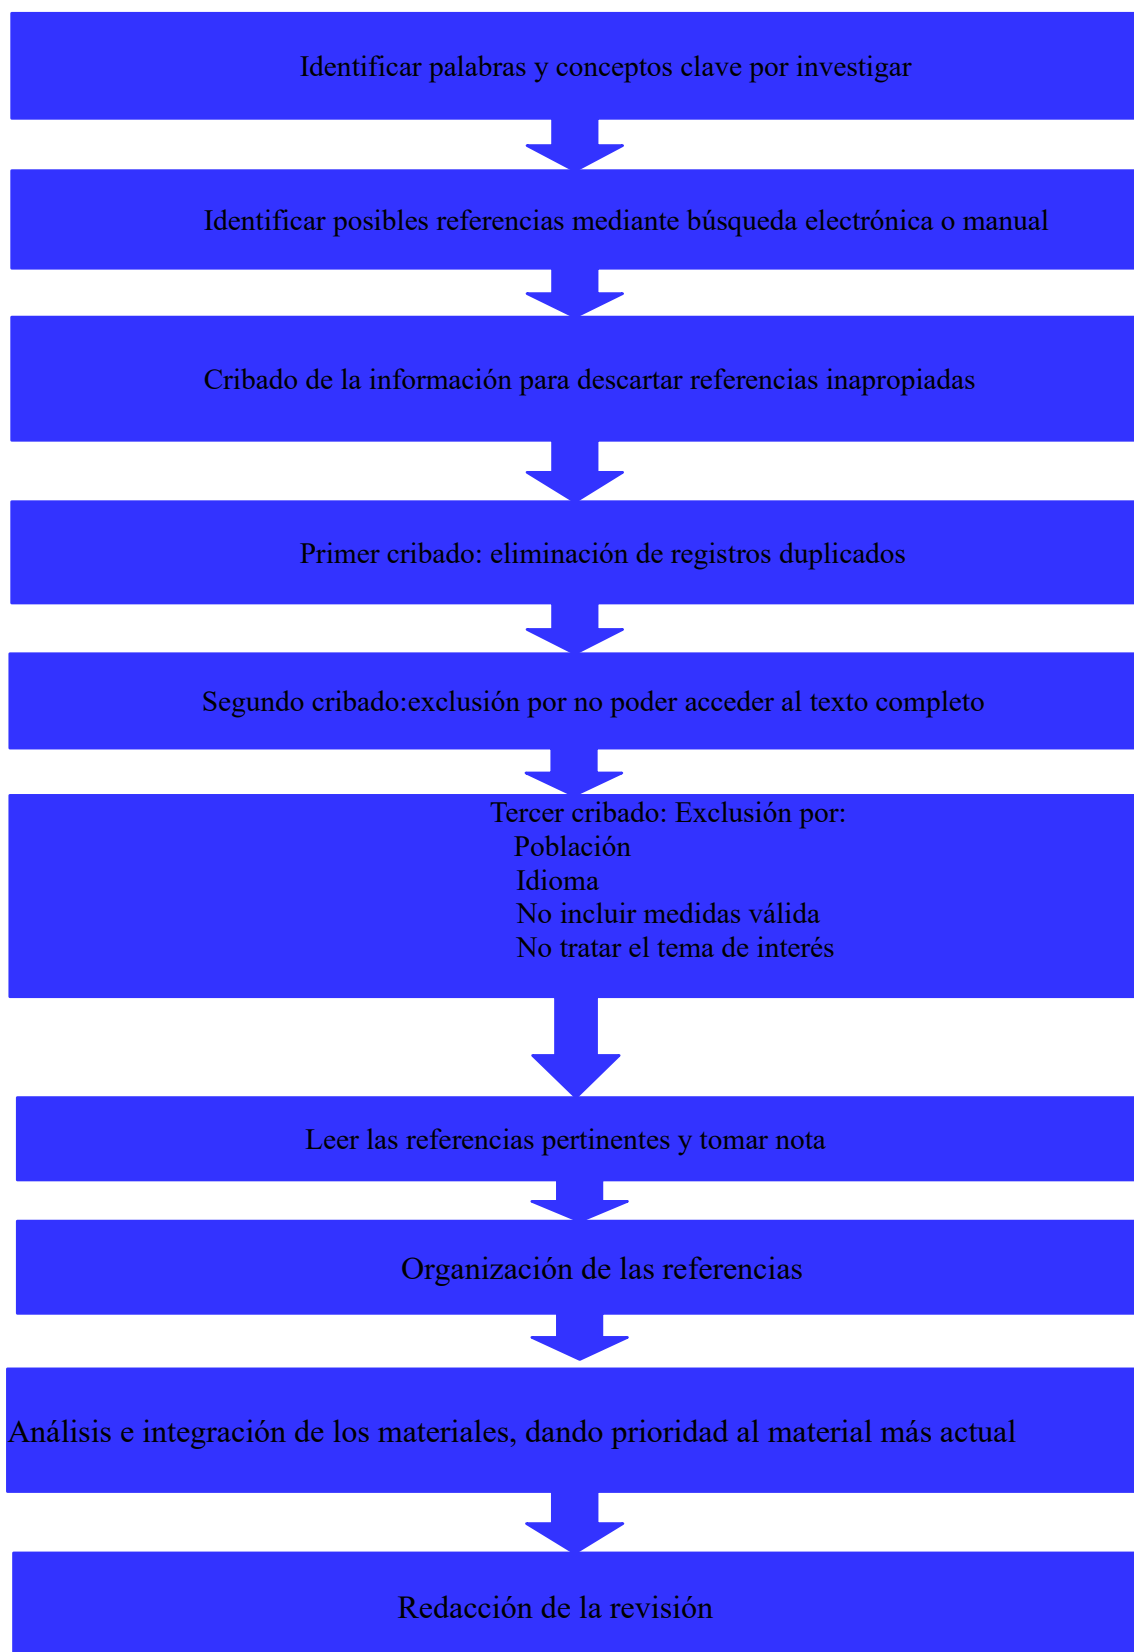 Identificar palabras y conceptos clave por investigar
Identificar posibles referencias mediante búsqueda electrónica o manual
Cribado de la información para descartar referencias inapropiadas
Primer cribado: eliminación de registros duplicados
Segundo cribado:exclusión por no poder acceder al texto completo
Tercer cribado: Exclusión por:
Población
Idioma
No incluir medidas válida
No tratar el tema de interés
Leer las referencias pertinentes y tomar nota
Organización de las referencias
Análisis e integración de los materiales, dando prioridad al material más actual
Redacción de la revisión